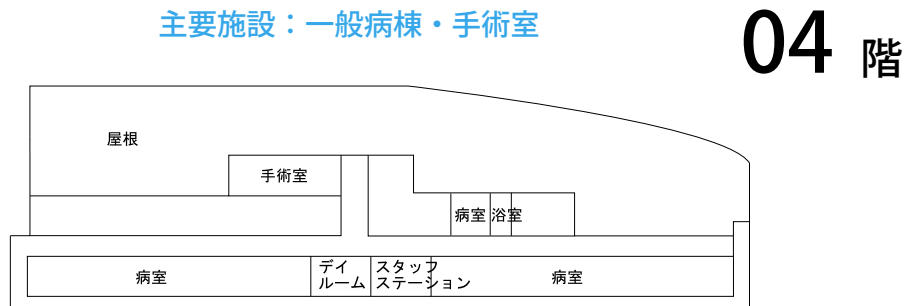 主要施設：一般病棟・手術室
04 階
屋根
手術室
病室 浴室
病室
デイ
ルーム
スタッフ
ステーション
病室